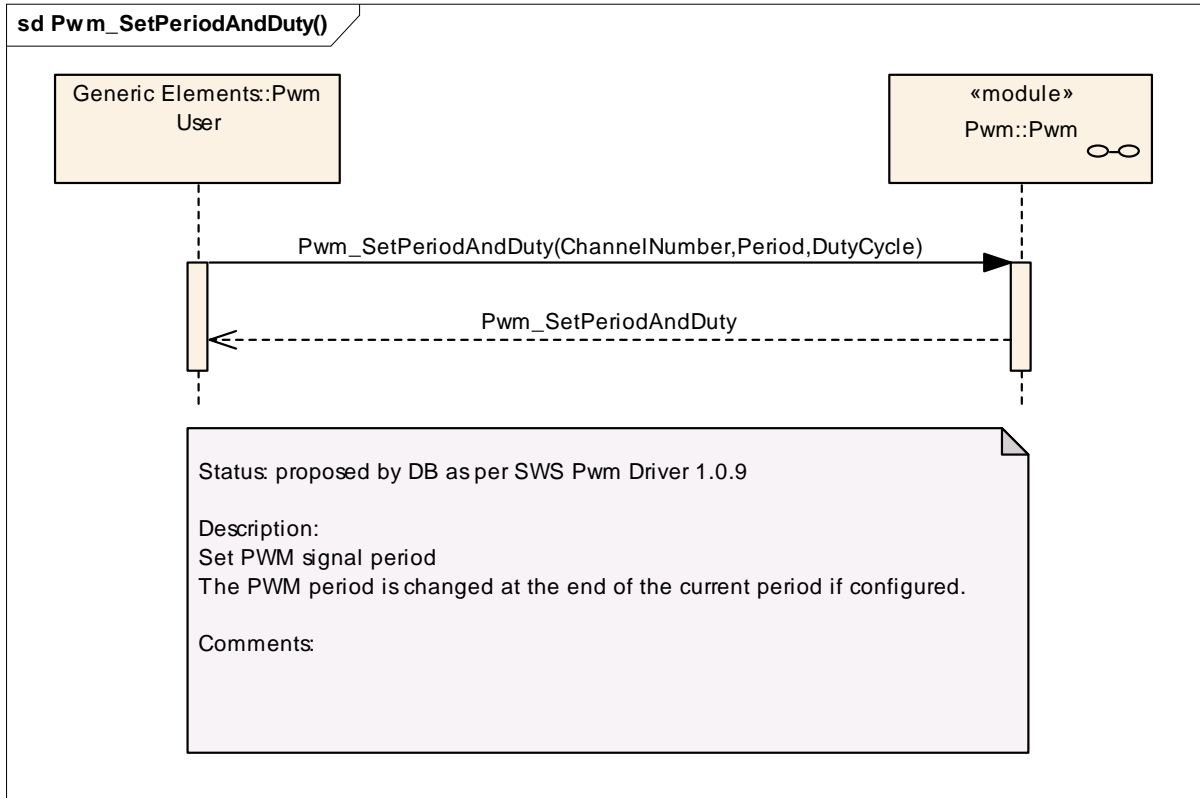 sd Pwm_SetPeriodAndDuty()
Generic Elements::Pwm
User
«module»
Pwm::Pwm
Pwm_SetPeriodAndDuty(ChannelNumber,Period,DutyCycle)
Pwm_SetPeriodAndDuty
Status: proposed by DB as per SWS Pwm Driver 1.0.9
Description:
Set PWM signal period
The PWM period is changed at the end of the current period if configured.
Comments: